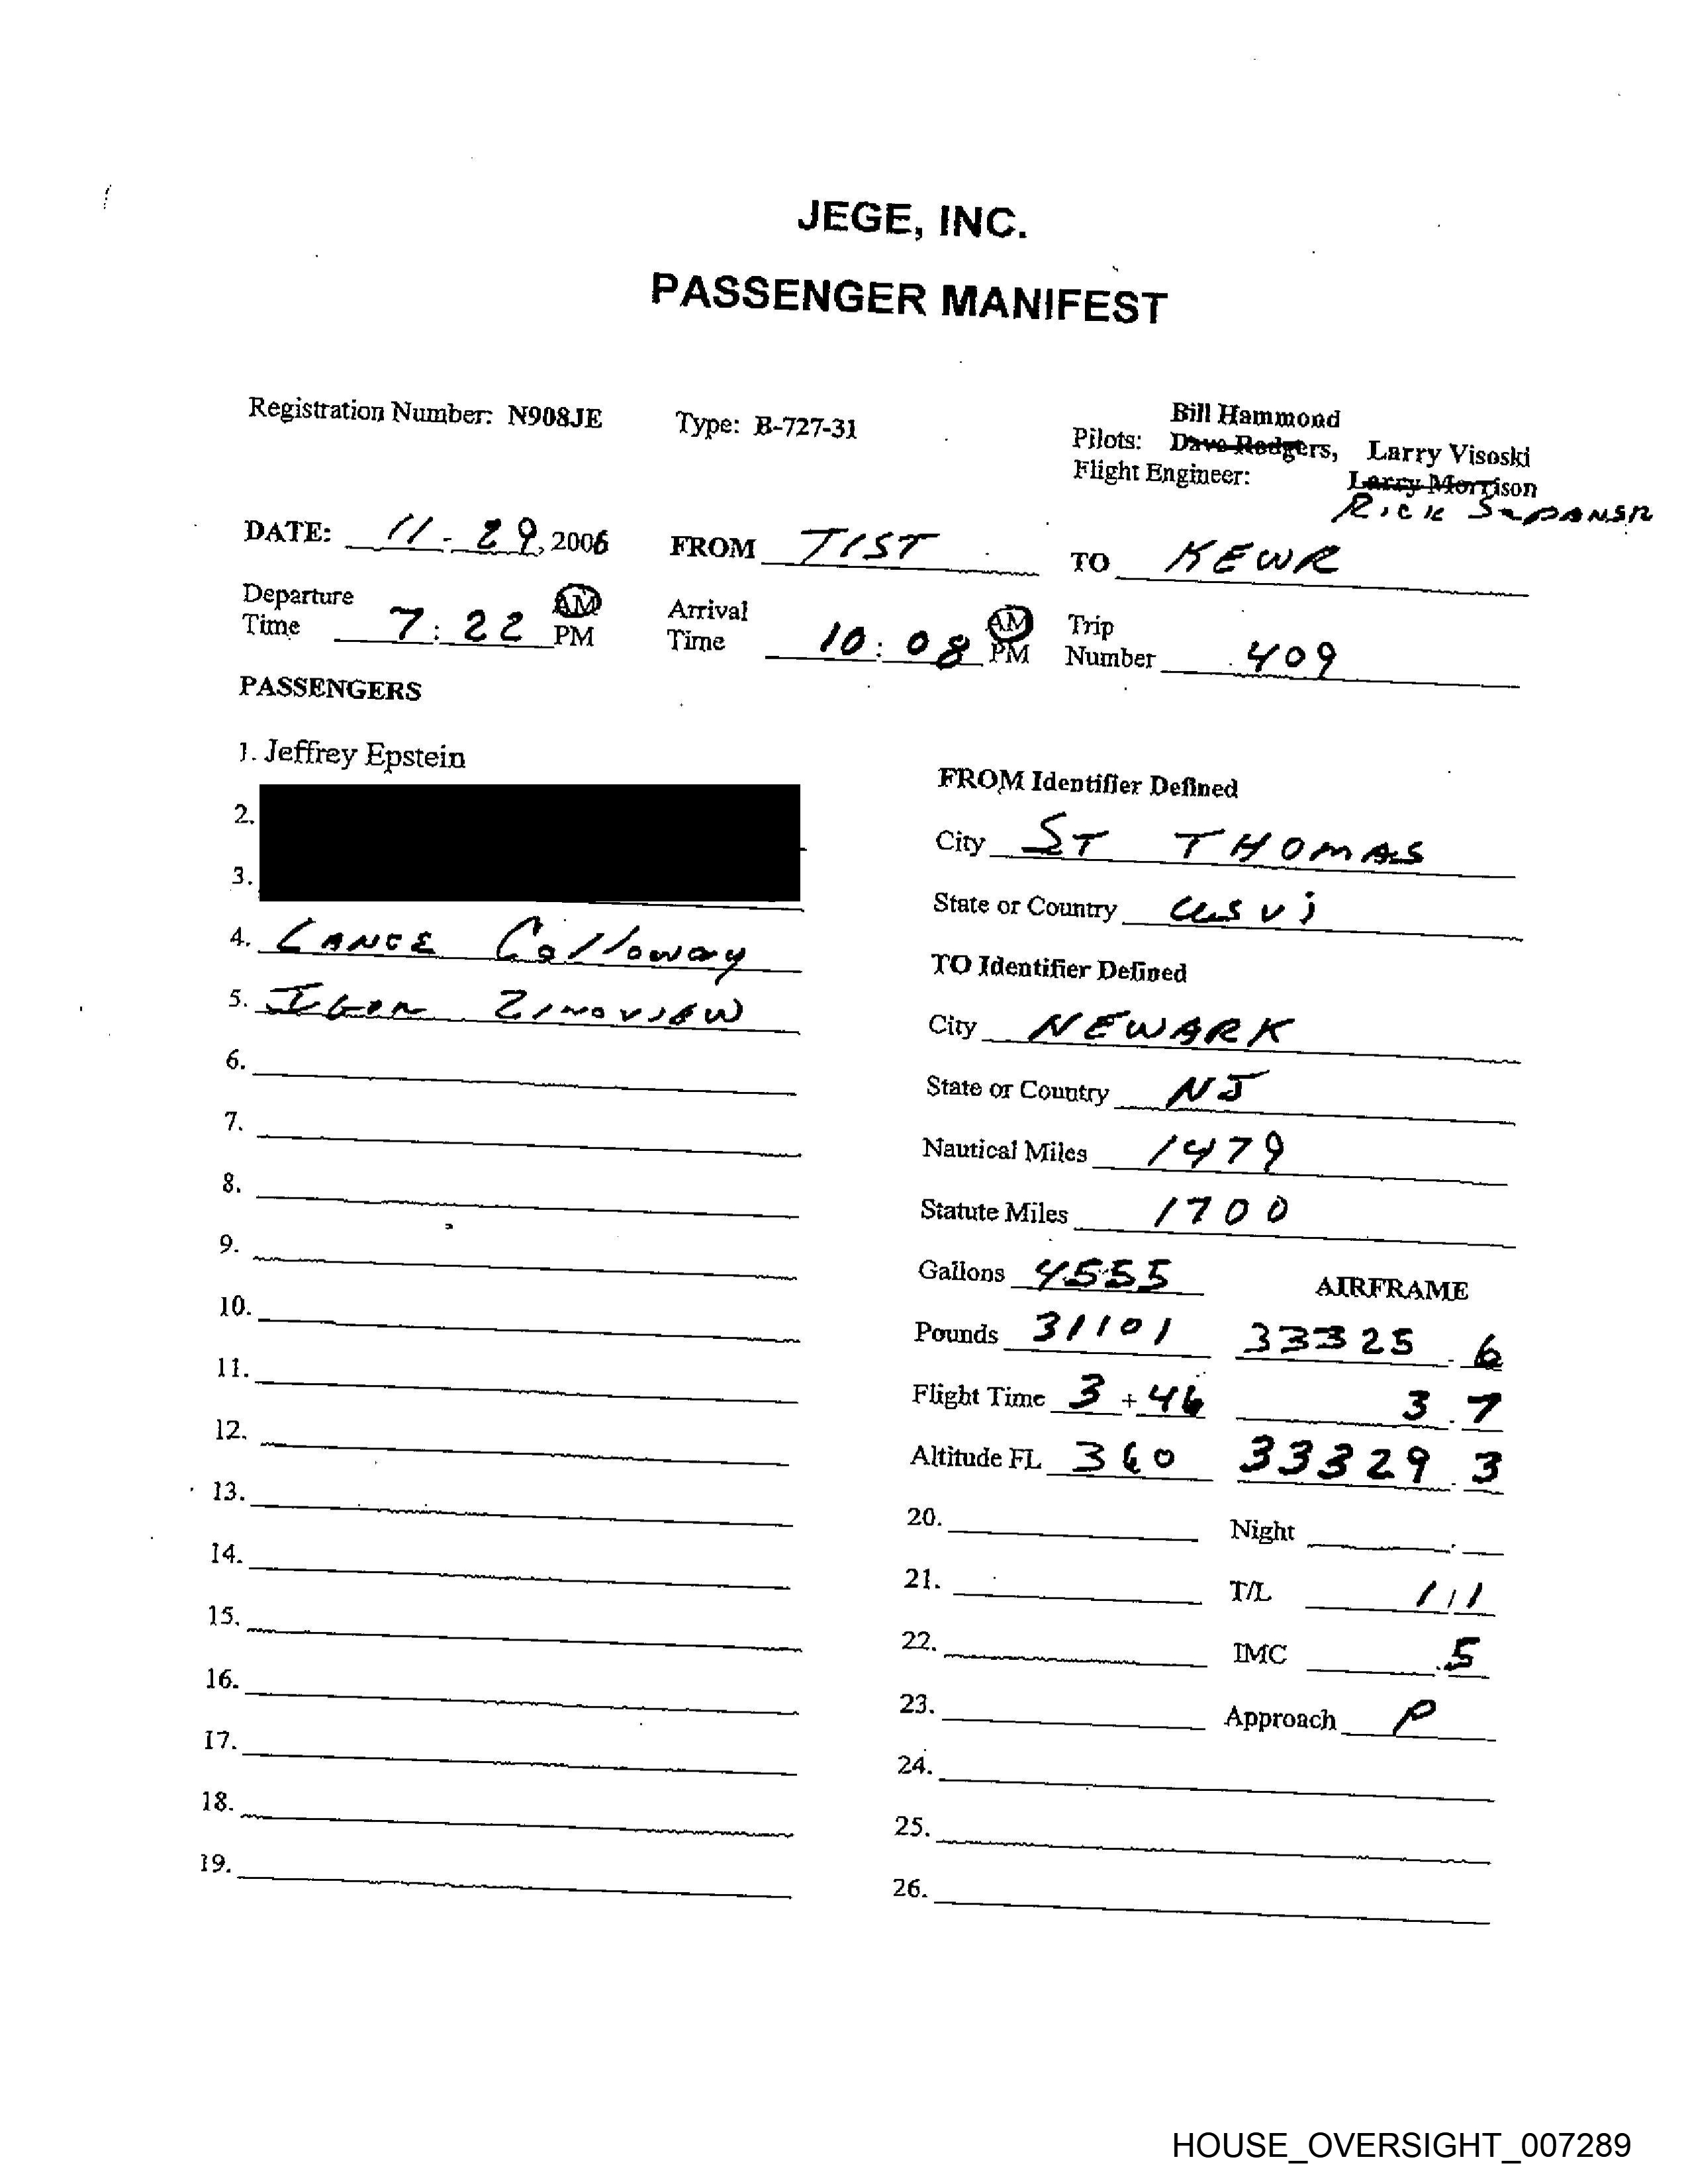 JEGE, INC.
PASSENGER MANIFEST
Registration Number: N908JE Type: B-727-31
Bill Hammond
Pilots: Dave Rodgers, Larry Visoski
Flight Engineer: Larry Morrison
Rick
DATE: 11 - 29, 2006 FROM TIST TO KEWR
Departure Time 7:22 AM PM Arrival Time 10:08 AM PM Trip Number 409
PASSENGERS
1. Jeffrey Epstein
2.
3.
4. LANCE Calloway
5. IGOR ZINOVIEW
6.
7.
8.
9.
10.
11.
12.
13.
14.
15.
16.
17.
18.
19.
FROM Identifier Defined
City ST THOMAS
State or Country USVI
TO Identifier Defined
City NEWARK
State or Country NJ
Nautical Miles 1479
Statute Miles 1700
Gallons 4555 AIRFRAME
Pounds 31101 33325.6
Flight Time 3 + 46 3.7
Altitude FL 360 33329.3
20. Night
21. T/L 1/1
22. IMC .5
23. Approach P
24.
25.
26.
HOUSE_OVERSIGHT_007289